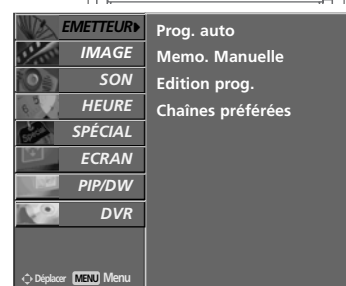 EMETTEUR
IMAGE
SON
HEURE
SPÉCIAL
ECRAN
PIP/DW
DVR
Déplacer MENU Menu
Prog. auto
Memo. Manuelle
Edition prog.
Chaînes préférées